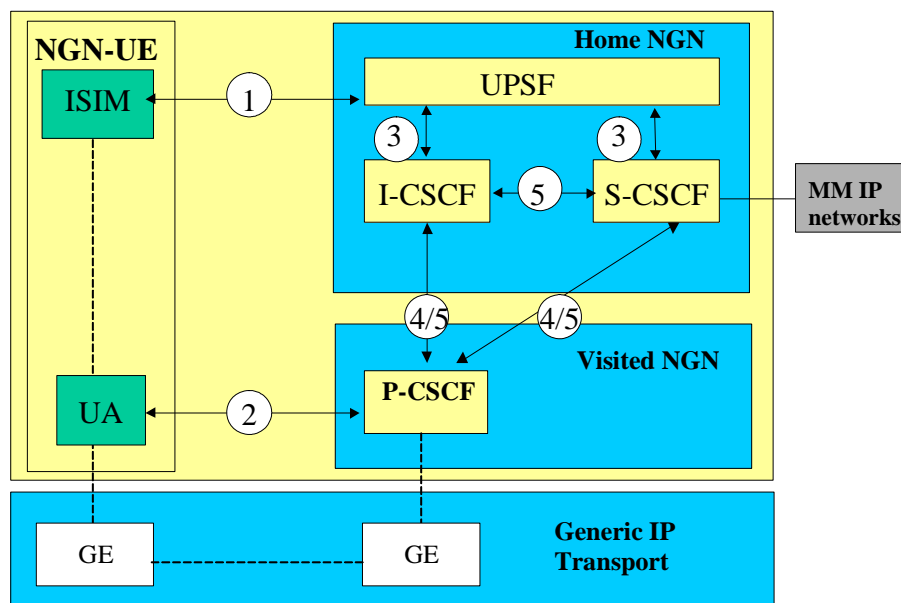 Home NGN
NGN-UE
ISIM
UPSF
1
3
3
I-CSCF
5
S-CSCF
MM IP
networks
4/5
4/5
Visited NGN
P-CSCF
UA
2
GE
GE
Generic IP
Transport